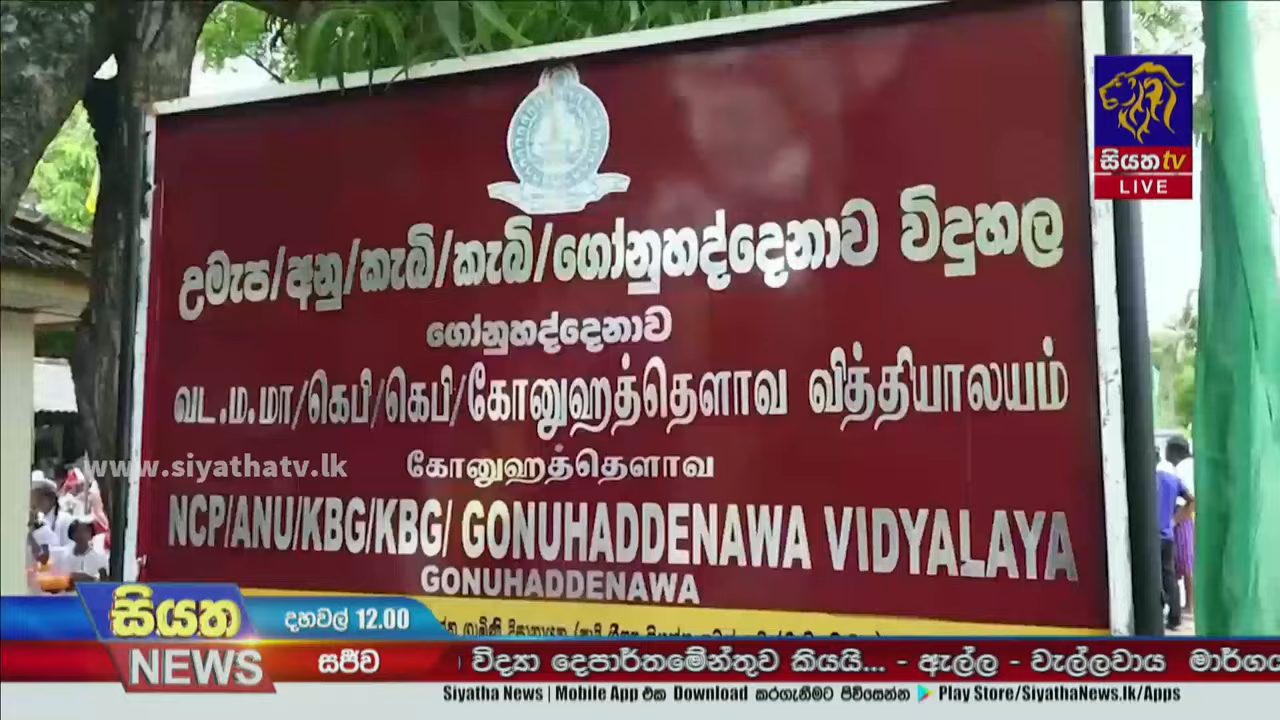 සියත tv
LIVE
උමැප/අනු/කැබි/කැබි/ගෝනුහද්දෙනාව විදුහල
ගෝනුහද්දෙනාව
வட.ம.மா/கெபி/கெபி/கோனுஹத்தெளாவ வித்தியாலயம்
கோனுஹத்தெளாவ
www.siyathatv.lk
NCP/ANU/KBG/KBG/ GONUHADDENAWA VIDYALAYA
GONUHADDENAWA
සියත දහවල් 12.00
NEWS සජීව විද්‍යා දෙපාර්තමේන්තුව කියයි... - ඇල්ල - වැල්ලවාය මාර්ගය
Siyatha News | Mobile App එක Download කරගැනීමට පිවිසෙන්න Play Store/SiyathaNews.lk/Apps